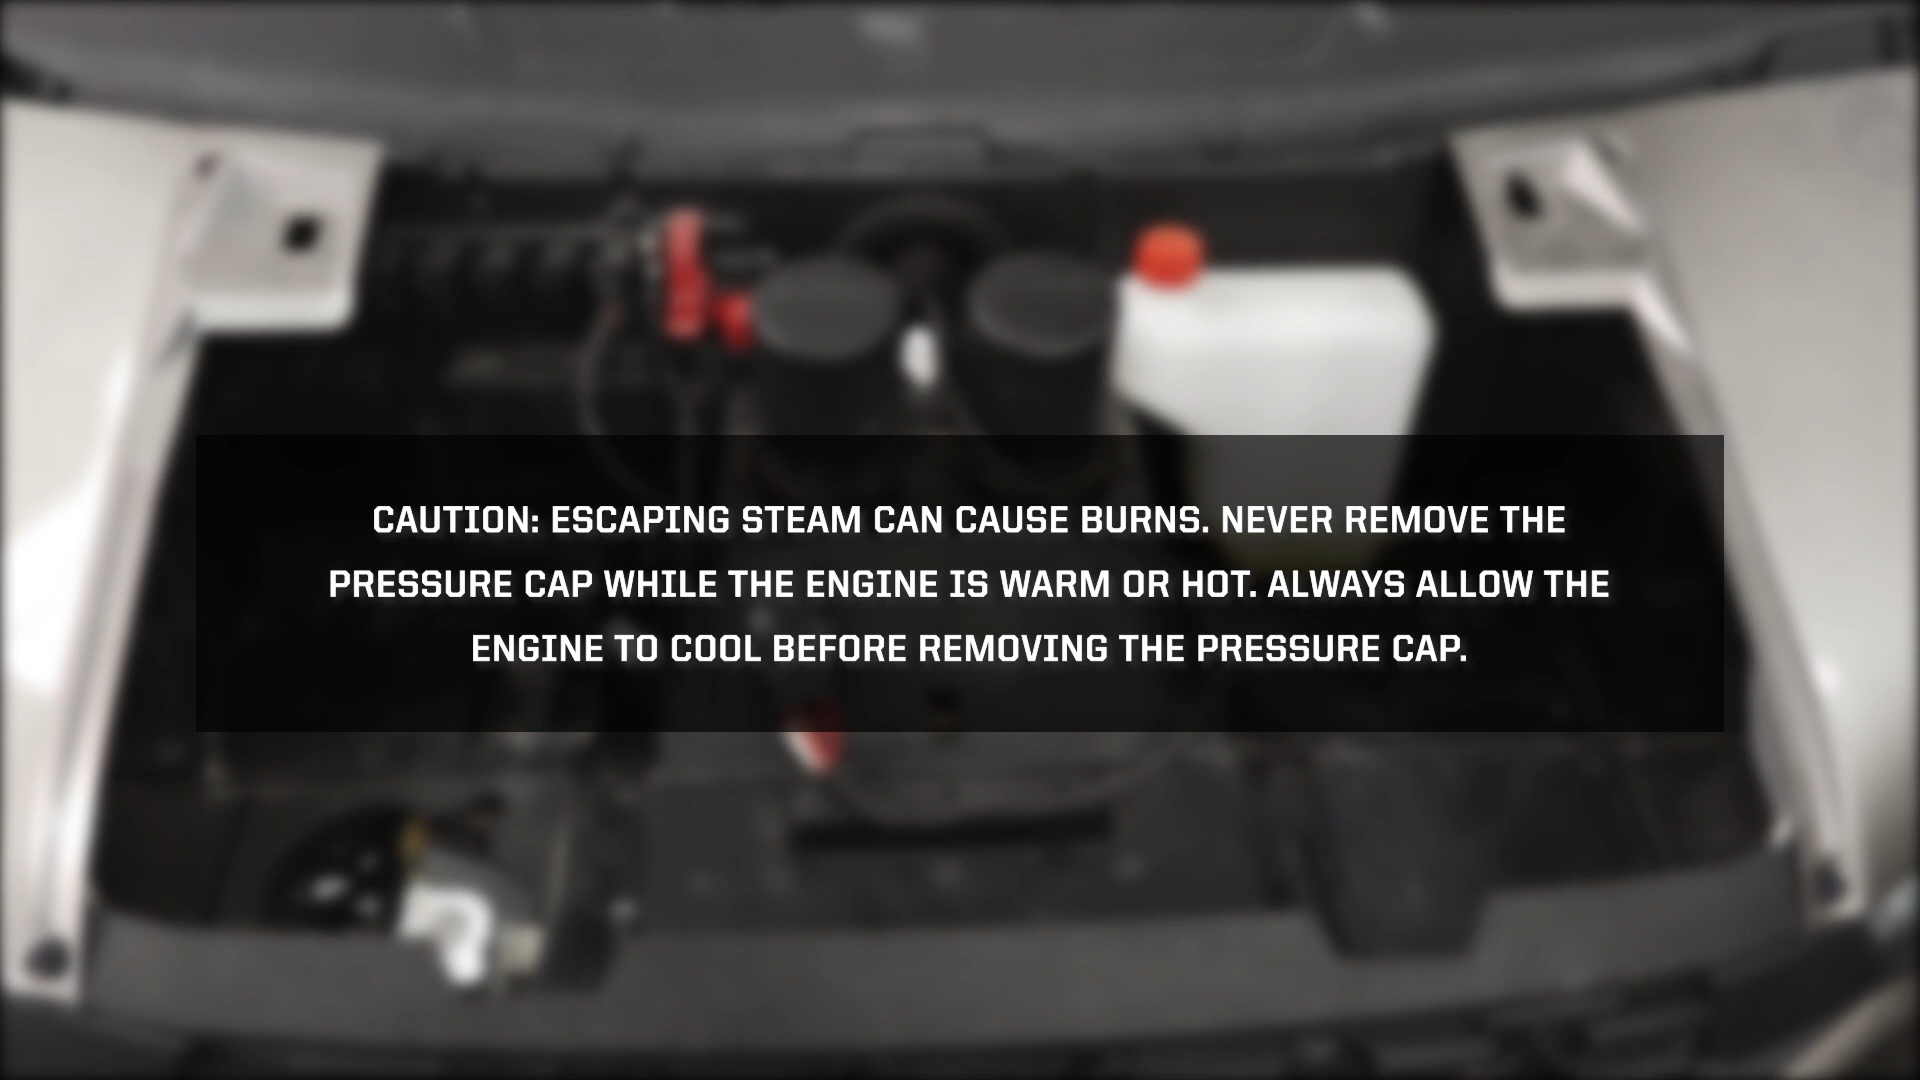 CAUTION: ESCAPING STEAM CAN CAUSE BURNS. NEVER REMOVE THE
PRESSURE CAP WHILE THE ENGINE IS WARM OR HOT. ALWAYS ALLOW THE
ENGINE TO COOL BEFORE REMOVING THE PRESSURE CAP.